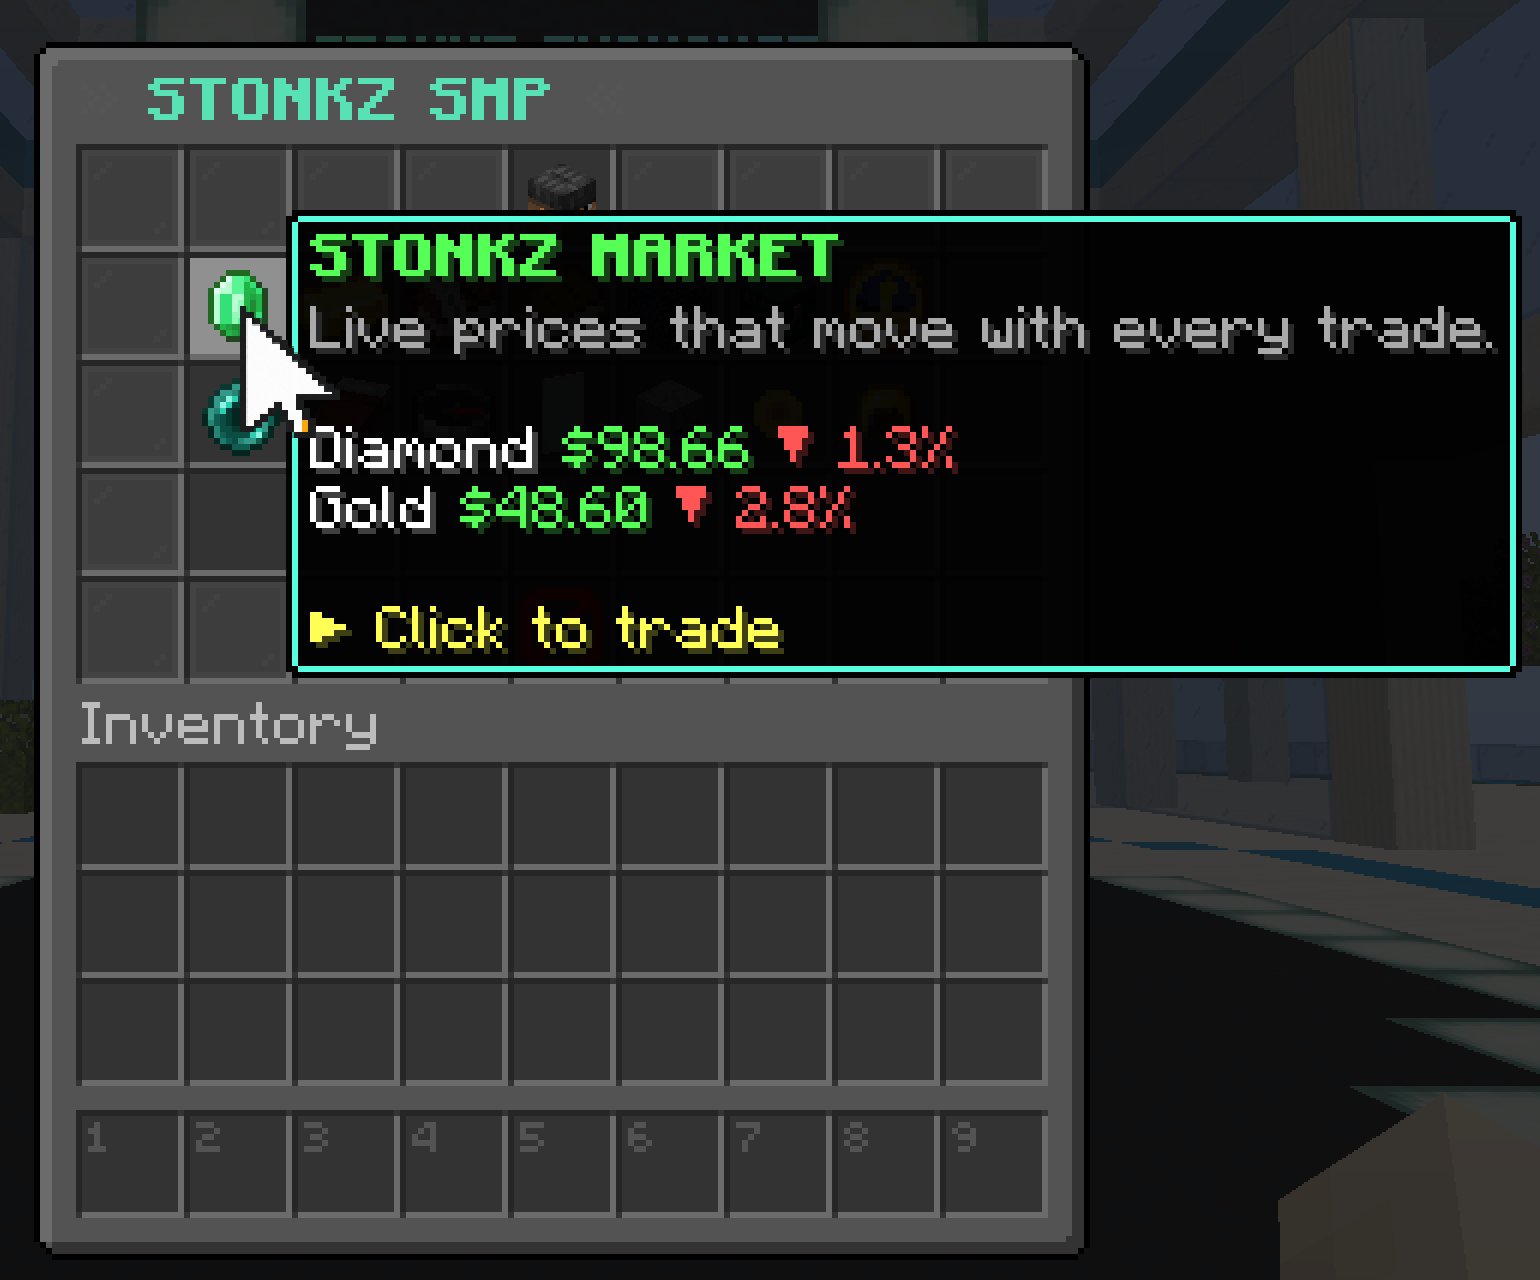 STONKZ SMP
STONKZ MARKET
Live prices that move with every trade.
Diamond $98.66 ▼ 1.3%
Gold $48.60 ▼ 2.8%
► Click to trade
Inventory
1 2 3 4 5 6 7 8 9